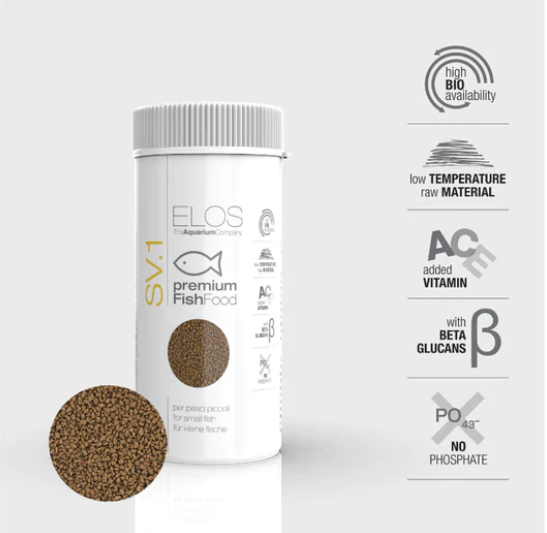 ELOS
TheAquariumCompany
SV.1
premium
FishFood
per pesci piccoli
for small fish
für kleine fische
high
BIO
availability
low TEMPERATURE
raw MATERIAL
ACE
added
VITAMIN
with
BETA
GLUCANS
β
PO43-
NO
PHOSPHATE